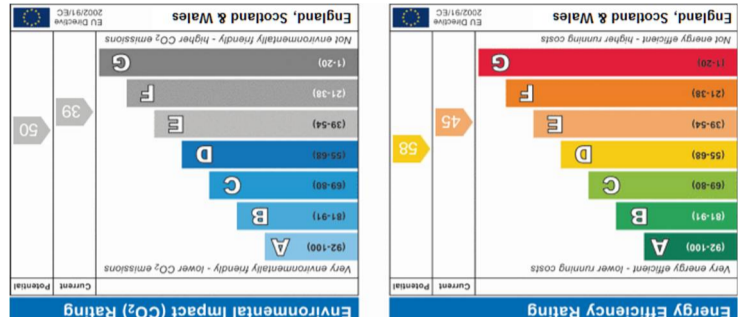 Energy Efficiency Rating
Current
Potential
Very energy efficient - lower running costs
(92-100) A
(81-91) B
(69-80) C
(55-68) D
(39-54) E
(21-38) F
(1-20) G
45
58
Not energy efficient - higher running costs
England, Scotland & Wales
EU Directive
2002/91/EC
Environmental Impact (CO₂) Rating
Current
Potential
Very environmentally friendly - lower CO₂ emissions
(92-100) A
(81-91) B
(69-80) C
(55-68) D
(39-54) E
(21-38) F
(1-20) G
39
50
Not environmentally friendly - higher CO₂ emissions
England, Scotland & Wales
EU Directive
2002/91/EC